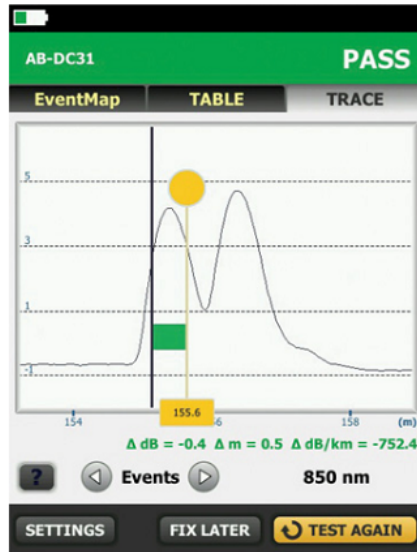 AB-DC31 PASS
EventMap TABLE TRACE
5
3
1
-1
155.6
154 56 158 (m)
Δ dB = -0.4 Δ m = 0.5 Δ dB/km = -752.4
? Events 850 nm
SETTINGS FIX LATER TEST AGAIN